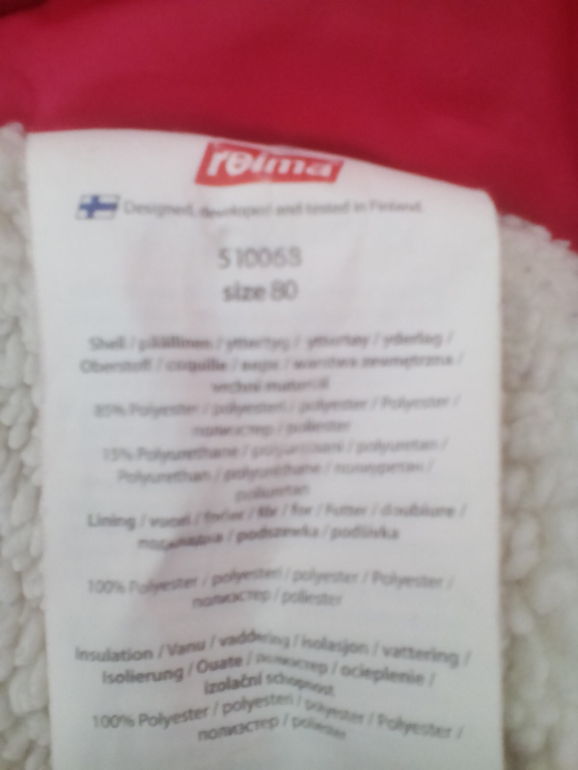 reima
Designed, developed and tested in Finland.
510068
size 80
Shell / päällinen / yttertyg / yttertøy / yderlag /
Oberstoff / coquille / верх / warstwa zewnętrzna /
vrchní materiál
85% Polyester / polyesteri / polyester / Polyester /
полиэстер / poliester
15% Polyurethane / polyuretaani / polyuretan /
Polyurethan / polyuréthane / полиуретан /
poliuretan
Lining / vuori / foder / fôr / for / Futter / doublure /
подкладка / podszewka / podšívka
100% Polyester / polyesteri / polyester / Polyester /
полиэстер / poliester
Insulation / Vanu / vaddering / isolasjon / vattering /
Isolierung / Ouate / полиэстер / ocieplenie /
izolační schopnost
100% Polyester / polyesteri / polyester / Polyester /
полиэстер / poliester